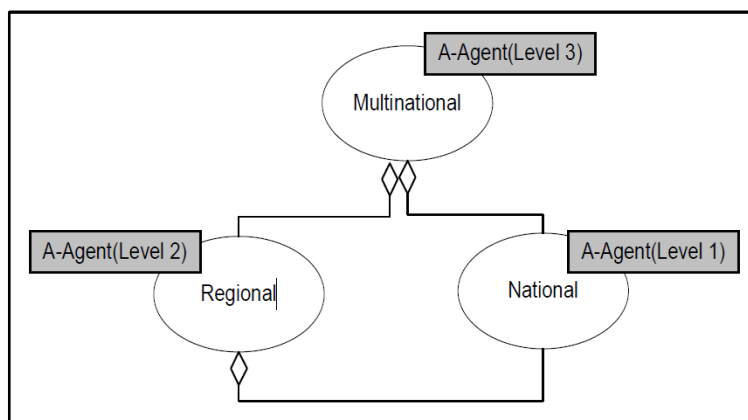 A-Agent(Level 3)
Multinational
A-Agent(Level 2)
A-Agent(Level 1)
Regional
National